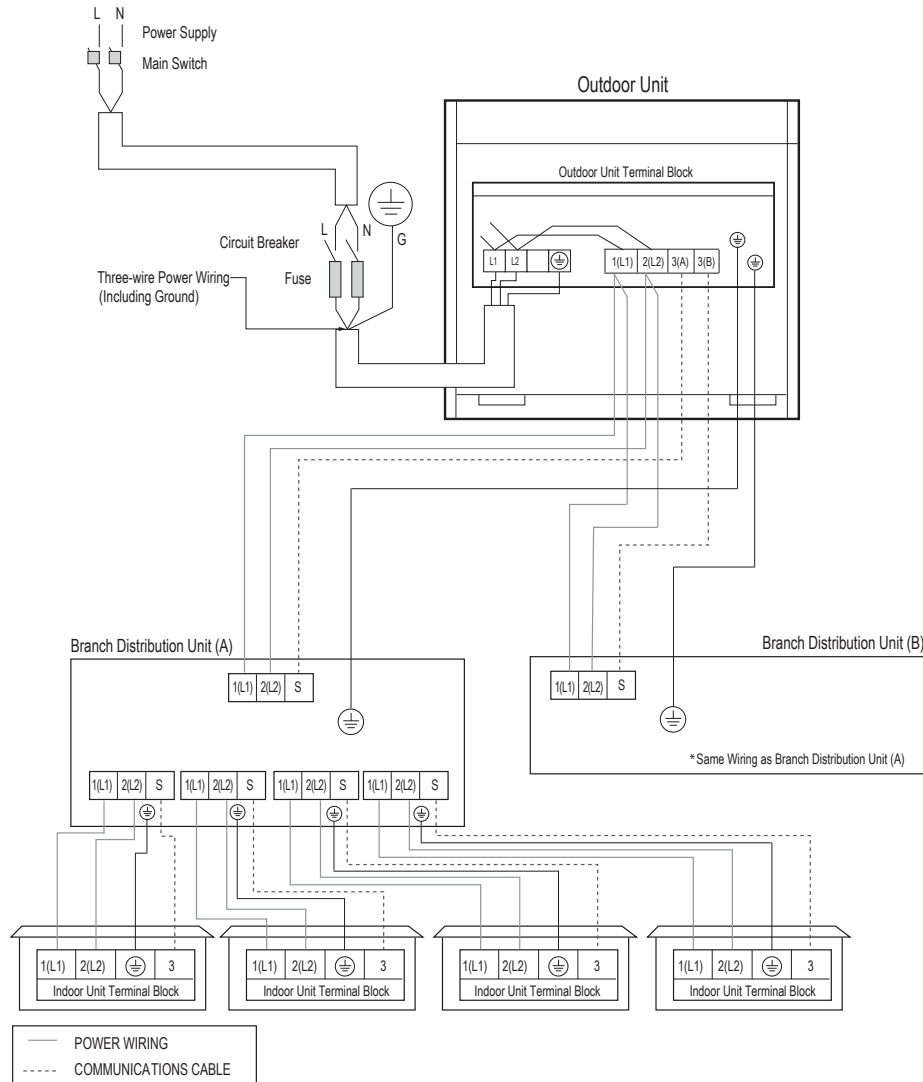 L N
Power Supply
Main Switch
Outdoor Unit
Outdoor Unit Terminal Block
L N
G
Circuit Breaker
Fuse
Three-wire Power Wiring
(Including Ground)
L1 L2
1(L1) 2(L2) 3(A) 3(B)
Branch Distribution Unit (A)
Branch Distribution Unit (B)
1(L1) 2(L2) S
1(L1) 2(L2) S
*Same Wiring as Branch Distribution Unit (A)
1(L1) 2(L2) S
1(L1) 2(L2) S
1(L1) 2(L2) S
1(L1) 2(L2) S
1(L1) 2(L2) 3
Indoor Unit Terminal Block
1(L1) 2(L2) 3
Indoor Unit Terminal Block
1(L1) 2(L2) 3
Indoor Unit Terminal Block
1(L1) 2(L2) 3
Indoor Unit Terminal Block
POWER WIRING
COMMUNICATIONS CABLE